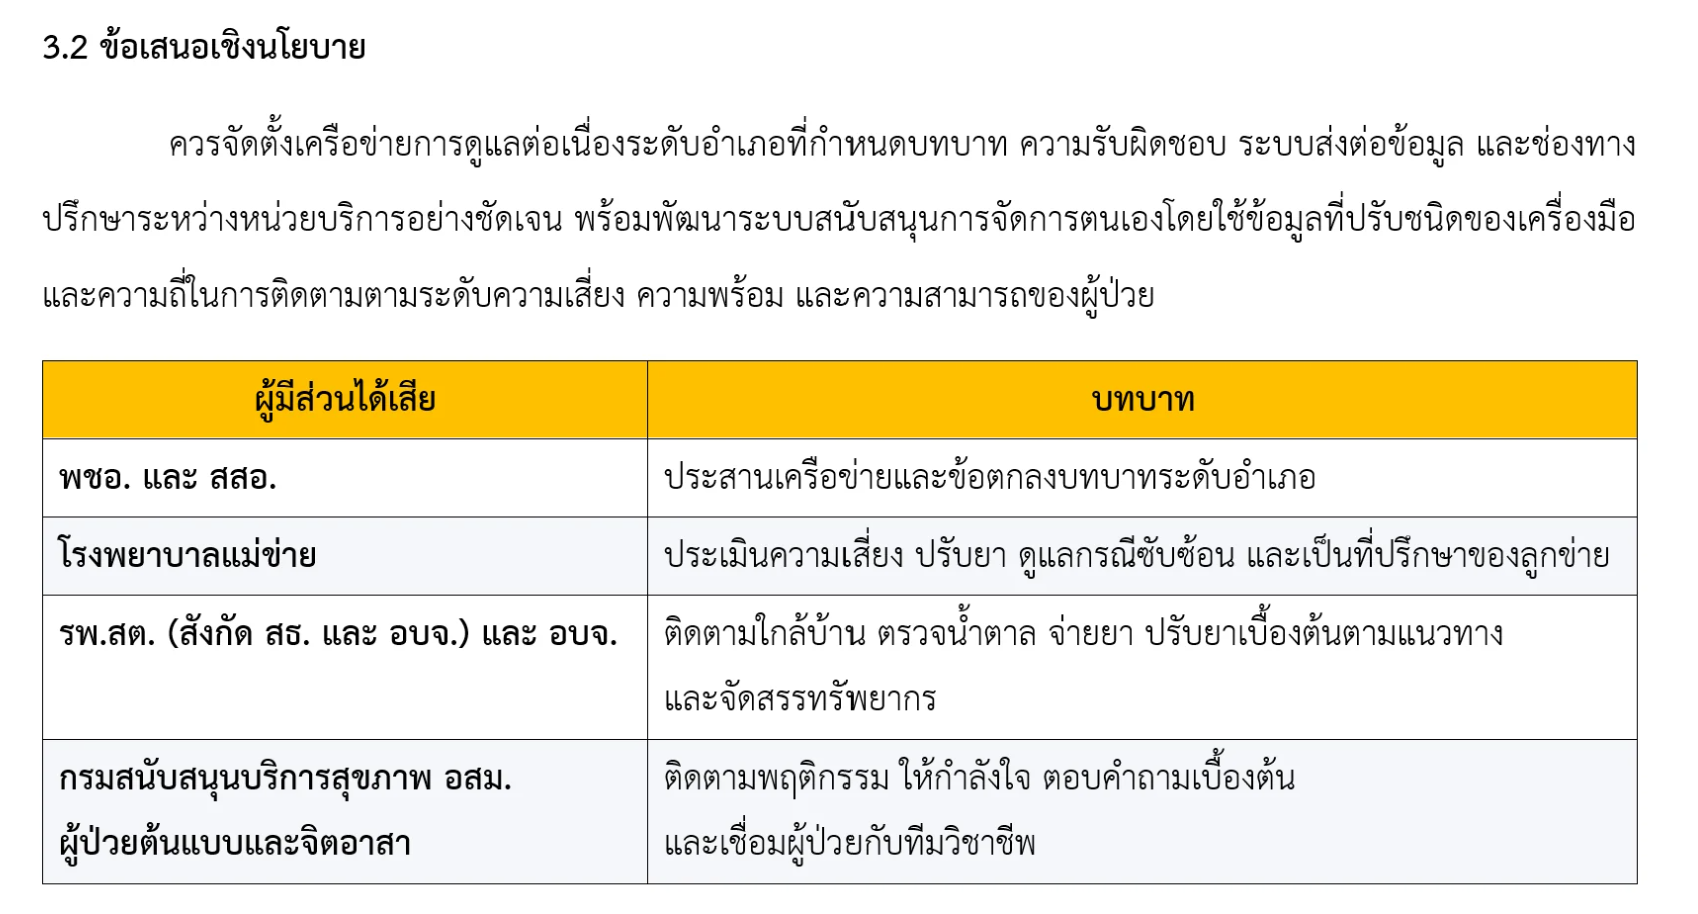 3.2 ข้อเสนอเชิงนโยบาย
ควรจัดตั้งเครือข่ายการดูแลต่อเนื่องระดับอำเภอที่กำหนดบทบาท ความรับผิดชอบ ระบบส่งต่อข้อมูล และช่องทาง
ปรึกษาระหว่างหน่วยบริการอย่างชัดเจน พร้อมพัฒนาระบบสนับสนุนการจัดการตนเองโดยใช้ข้อมูลที่ปรับชนิดของเครื่องมือ
และความถี่ในการติดตามตามระดับความเสี่ยง ความพร้อม และความสามารถของผู้ป่วย
ผู้มีส่วนได้เสีย บทบาท
พชอ. และ สสอ. ประสานเครือข่ายและข้อตกลงบทบาทระดับอำเภอ
โรงพยาบาลแม่ข่าย ประเมินความเสี่ยง ปรับยา ดูแลกรณีซับซ้อน และเป็นที่ปรึกษาของลูกข่าย
รพ.สต. (สังกัด สธ. และ อบจ.) และ อบจ. ติดตามใกล้บ้าน ตรวจน้ำตาล จ่ายยา ปรับยาเบื้องต้นตามแนวทาง
และจัดสรรทรัพยากร
กรมสนับสนุนบริการสุขภาพ อสม. ติดตามพฤติกรรม ให้กำลังใจ ตอบคำถามเบื้องต้น
ผู้ป่วยต้นแบบและจิตอาสา และเชื่อมผู้ป่วยกับทีมวิชาชีพ